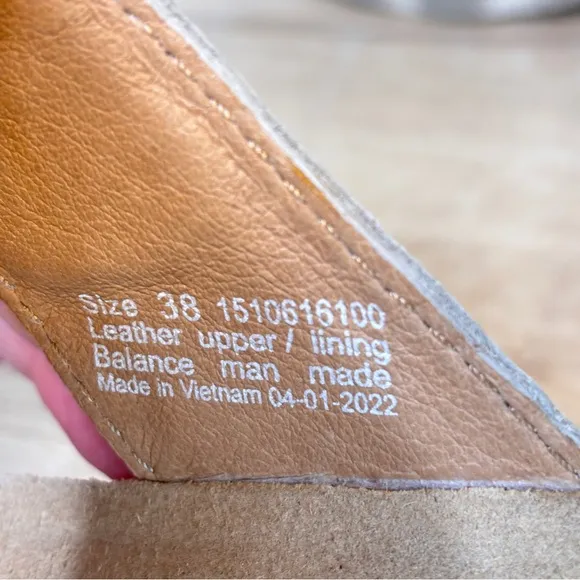 Size 38 1510616100
Leather upper / lining
Balance man made
Made in Vietnam 04-01-2022